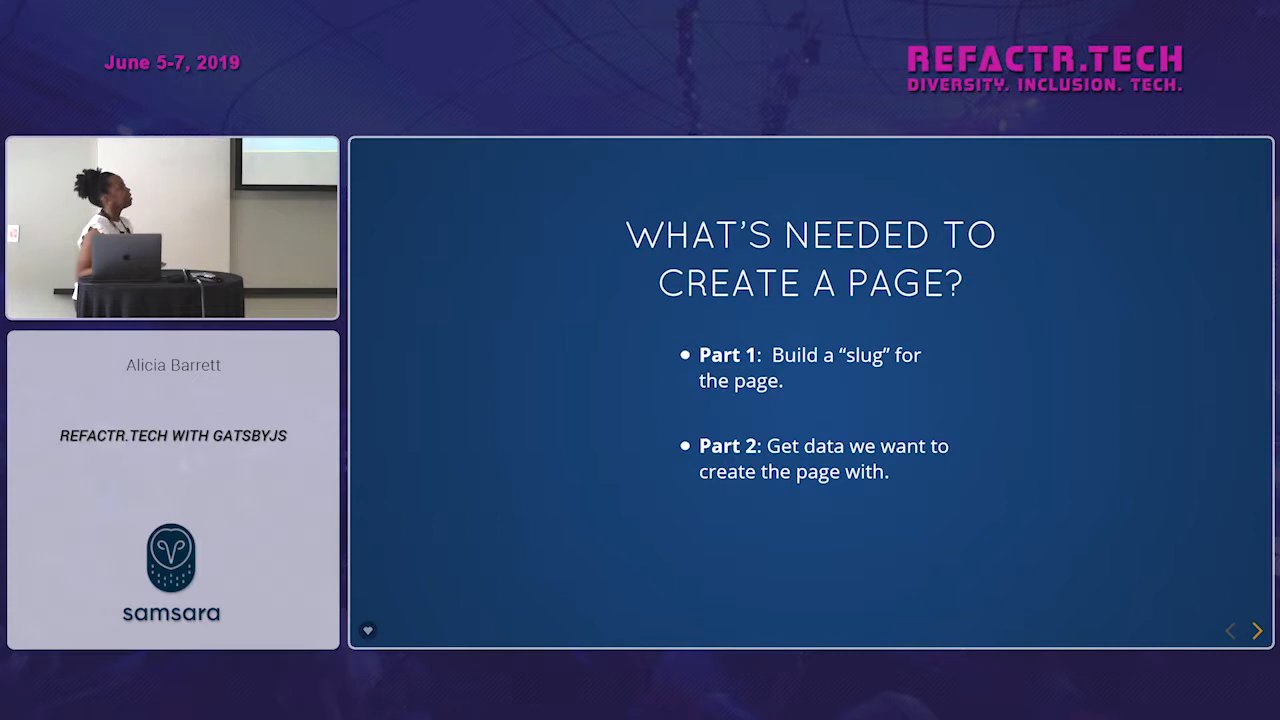 June 5-7, 2019
REFACTR.TECH
DIVERSITY. INCLUSION. TECH.
Alicia Barrett
REFACTR.TECH WITH GATSBYJS
samsara
WHAT’S NEEDED TO
CREATE A PAGE?
• Part 1:  Build a “slug” for
the page.
• Part 2: Get data we want to
create the page with.